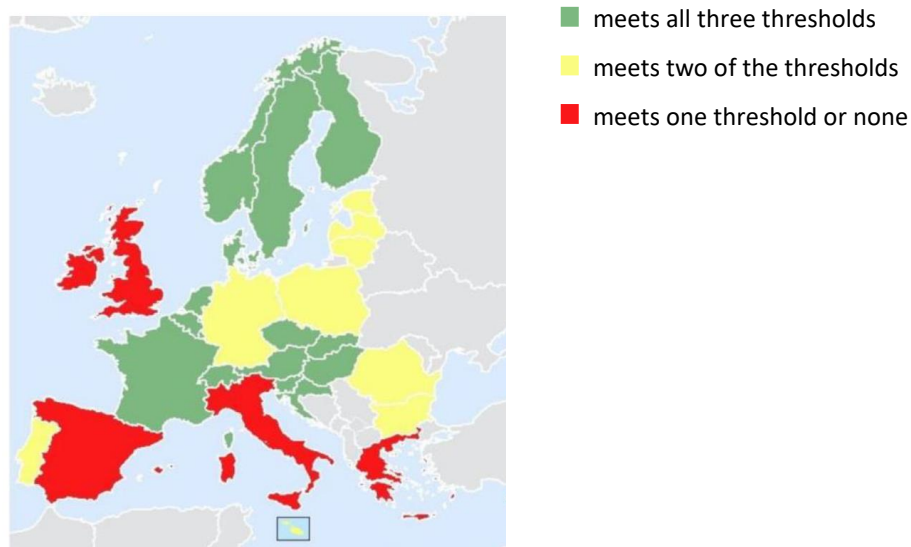 meets all three thresholds
meets two of the thresholds
meets one threshold or none